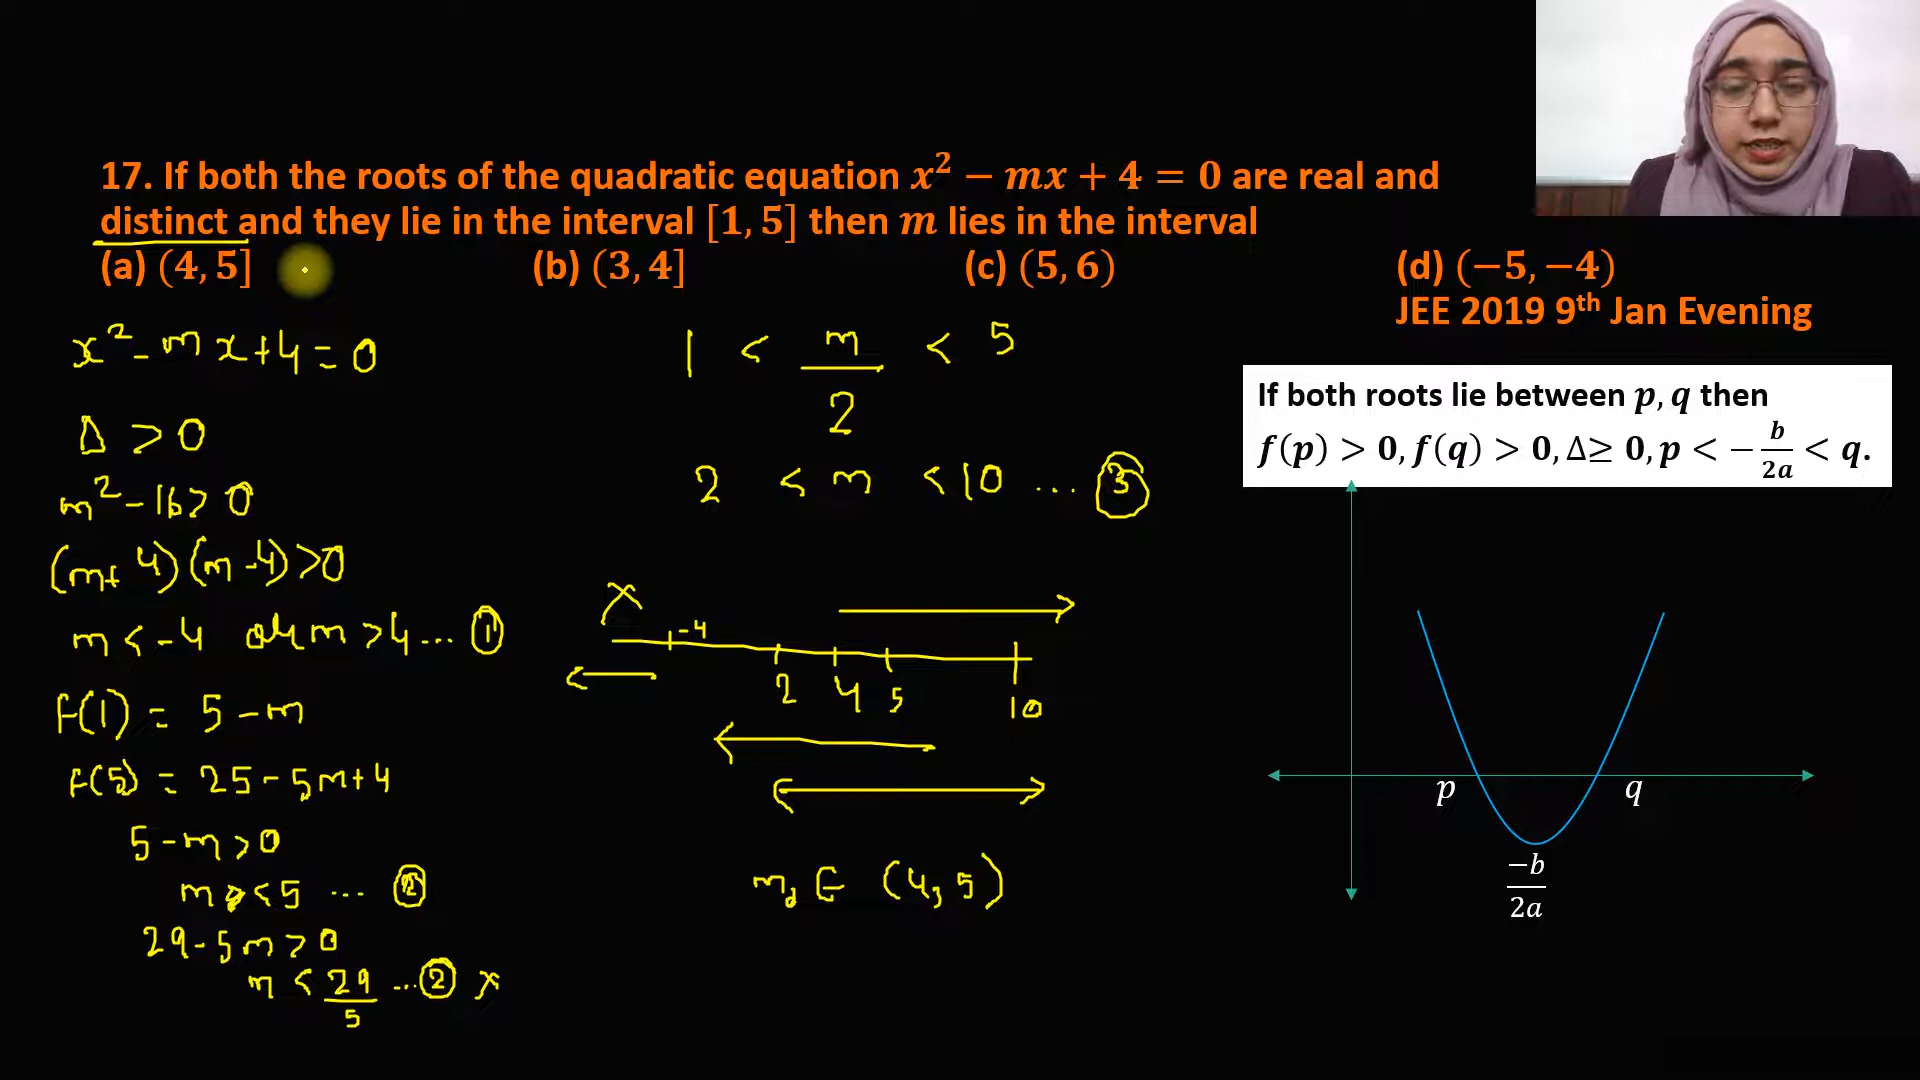 17. If both the roots of the quadratic equation x² − mx + 4 = 0 are real and
distinct and they lie in the interval [1, 5] then m lies in the interval
(a) (4, 5] (b) (3, 4] (c) (5, 6) (d) (−5, −4)
JEE 2019 9th Jan Evening
x² - mx + 4 = 0
Δ > 0
m² - 16 > 0
(m + 4)(m - 4) > 0
m < -4 or m > 4 ... ①
f(1) = 5 - m
f(5) = 25 - 5m + 4
5 - m > 0
m < 5 ... ②
29 - 5m > 0
m < 29/5 ... ② x
1 < m/2 < 5
2 < m < 10 ... ③
x
-4 2 4 5 10
m ∈ (4, 5)
If both roots lie between p, q then
f(p) > 0, f(q) > 0, Δ≥ 0, p < −b/2a < q.
p q
−b/2a